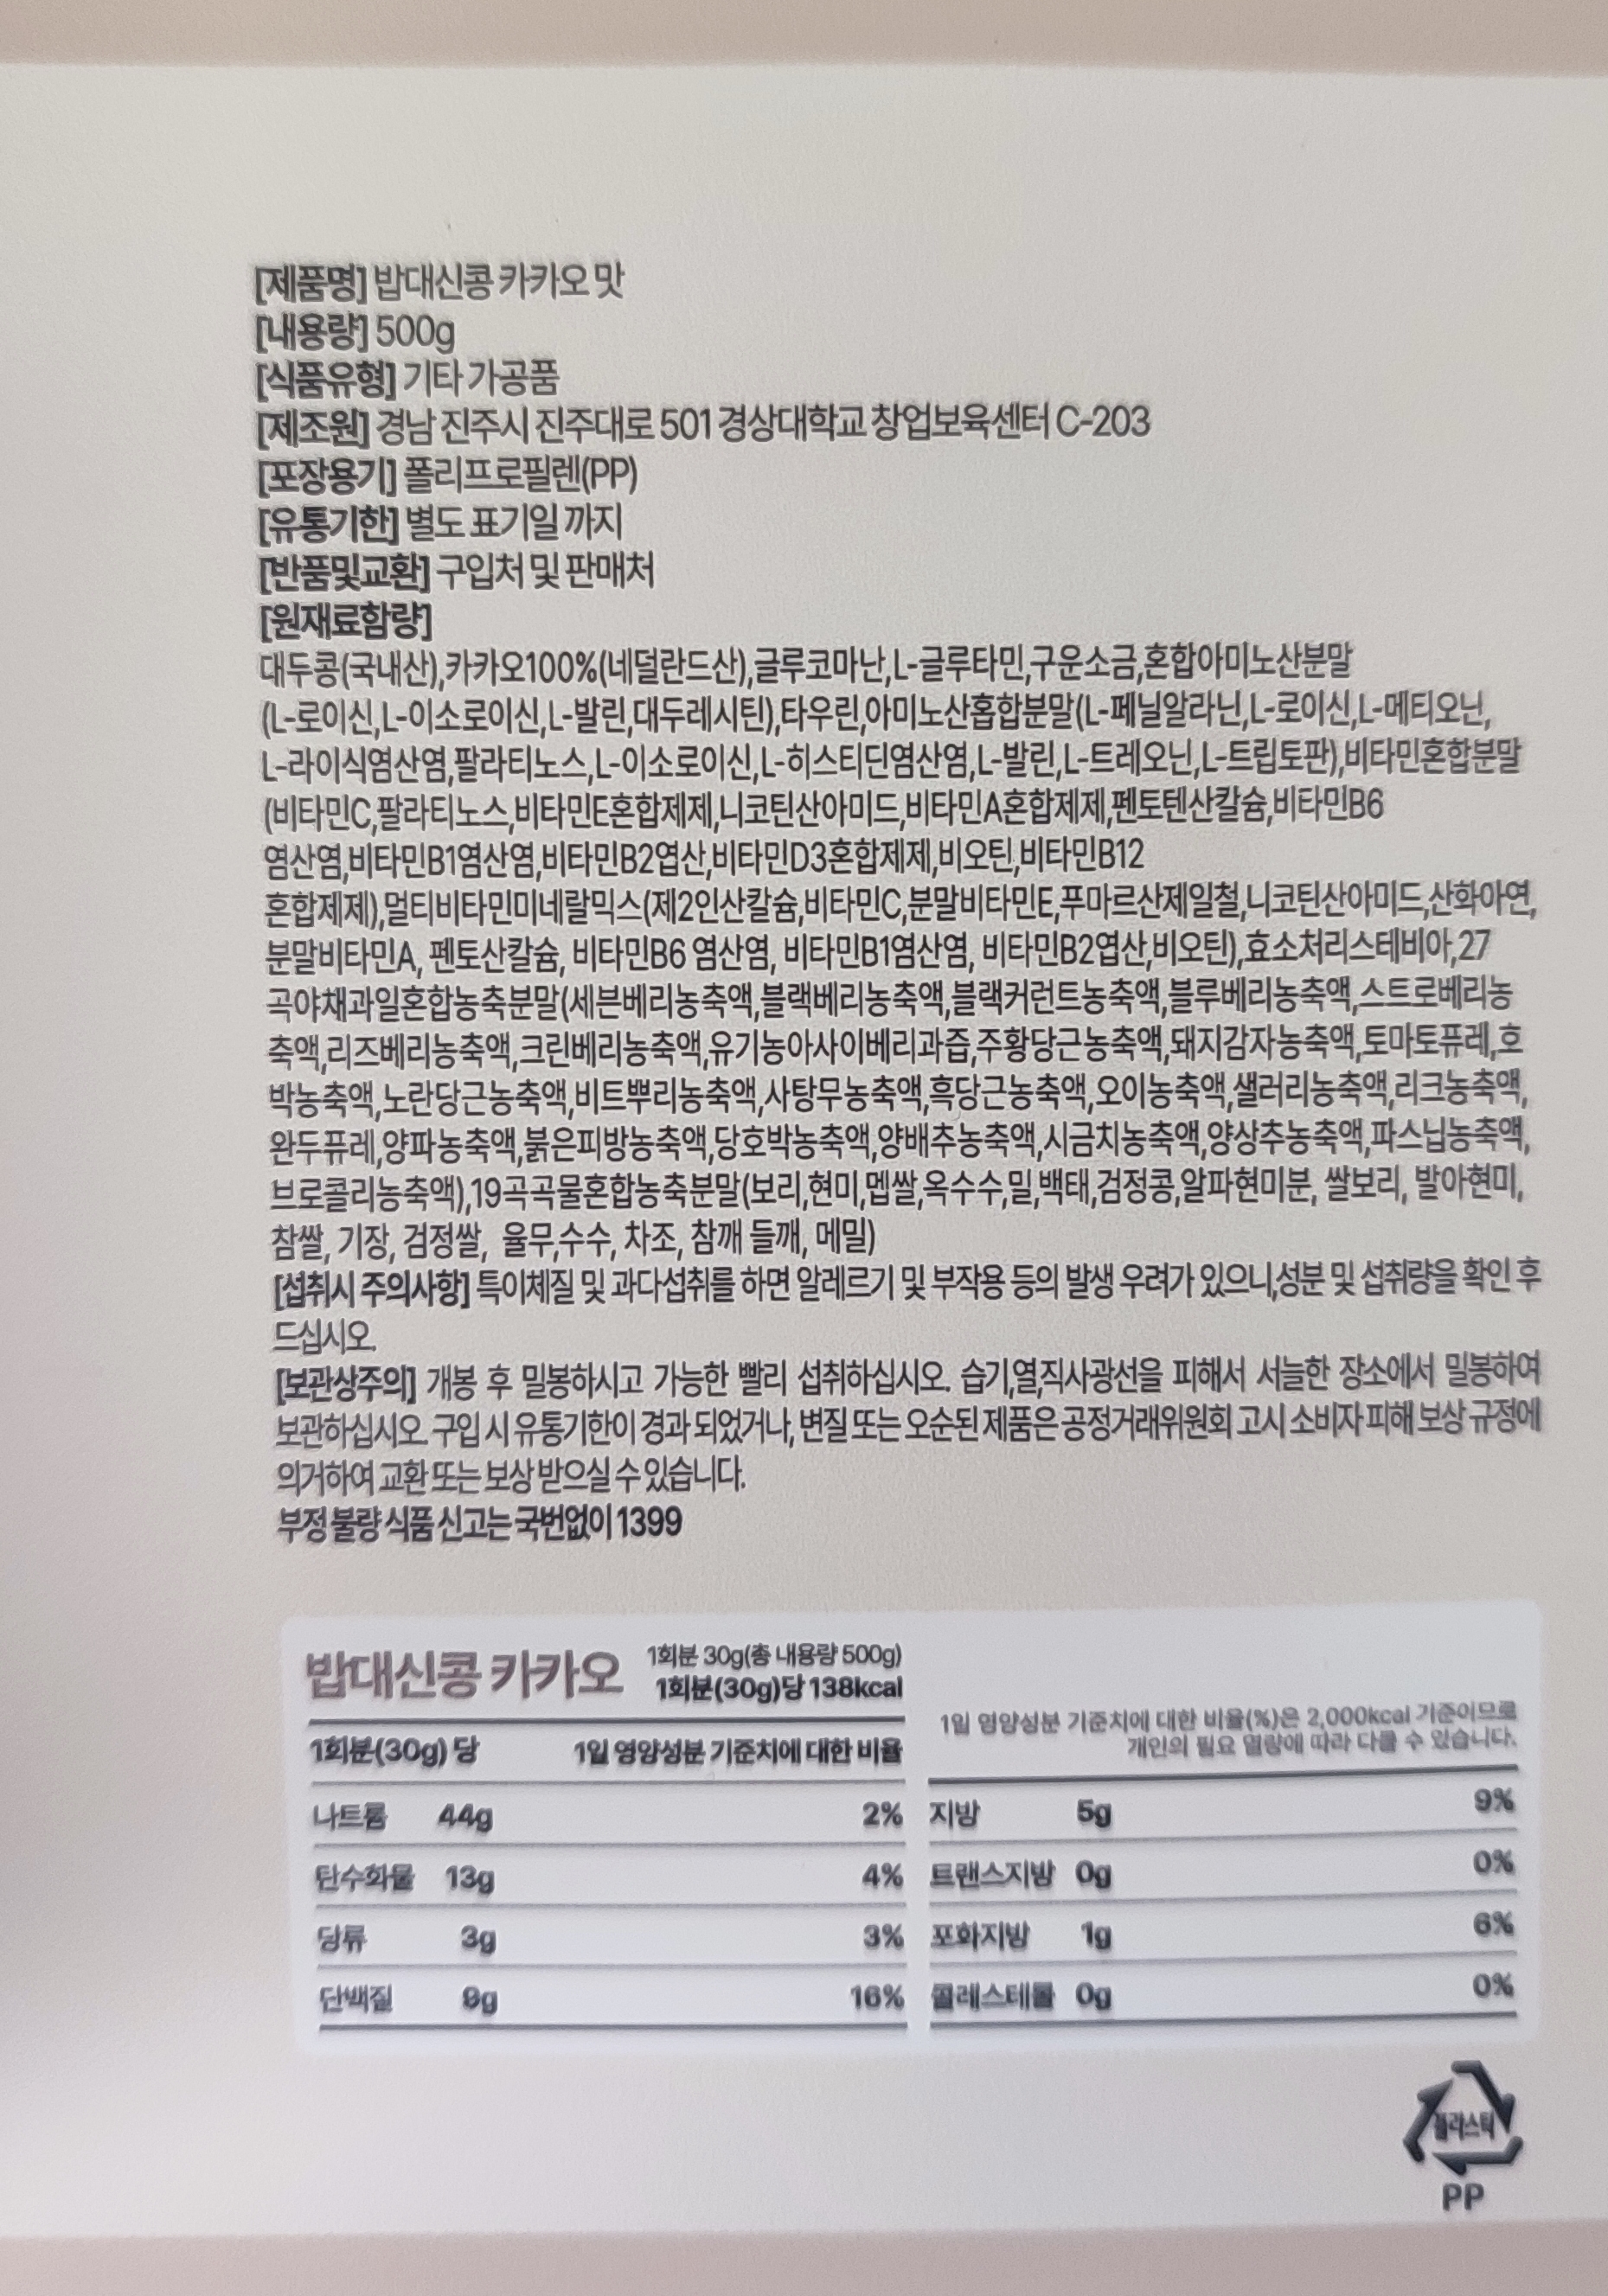 [제품명] 밥대신콩 카카오 맛
[내용량] 500g
[식품유형] 기타 가공품
[제조원] 경남 진주시 진주대로 501 경상대학교 창업보육센터 C-203
[포장용기] 폴리프로필렌(PP)
[유통기한] 별도 표기일 까지
[반품및교환] 구입처 및 판매처
[원재료함량]
대두콩(국내산),카카오100%(네덜란드산),글루코마난,L-글루타민,구운소금,혼합아미노산분말
(L-로이신,L-이소로이신,L-발린,대두레시틴),타우린,아미노산홉합분말(L-페닐알라닌,L-로이신,L-메티오닌,
L-라이식염산염,팔라티노스,L-이소로이신,L-히스티딘염산염,L-발린,L-트레오닌,L-트립토판),비타민혼합분말
(비타민C,팔라티노스,비타민E혼합제제,니코틴산아미드,비타민A혼합제제,펜토텐산칼슘,비타민B6
염산염,비타민B1염산염,비타민B2엽산,비타민D3혼합제제,비오틴,비타민B12
혼합제제),멀티비타민미네랄믹스(제2인산칼슘,비타민C,분말비타민E,푸마르산제일철,니코틴산아미드,산화아연,
분말비타민A, 펜토산칼슘, 비타민B6 염산염, 비타민B1염산염, 비타민B2엽산,비오틴),효소처리스테비아,27
곡야채과일혼합농축분말(세븐베리농축액,블랙베리농축액,블랙커런트농축액,블루베리농축액,스트로베리농
축액,리즈베리농축액,크린베리농축액,유기농아사이베리과즙,주황당근농축액,돼지감자농축액,토마토퓨레,호
박농축액,노란당근농축액,비트뿌리농축액,사탕무농축액,흑당근농축액,오이농축액,샐러리농축액,리크농축액,
완두퓨레,양파농축액,붉은피방농축액,당호박농축액,양배추농축액,시금치농축액,양상추농축액,파스닙농축액,
브로콜리농축액),19곡곡물혼합농축분말(보리,현미,멥쌀,옥수수,밀,백태,검정콩,알파현미분, 쌀보리, 발아현미,
참쌀, 기장, 검정쌀, 율무,수수, 차조, 참깨 들깨, 메밀)
[섭취시 주의사항] 특이체질 및 과다섭취를 하면 알레르기 및 부작용 등의 발생 우려가 있으니,성분 및 섭취량을 확인 후
드십시오.
[보관상주의] 개봉 후 밀봉하시고 가능한 빨리 섭취하십시오. 습기,열,직사광선을 피해서 서늘한 장소에서 밀봉하여
보관하십시오. 구입 시 유통기한이 경과 되었거나, 변질 또는 오순된 제품은 공정거래위원회 고시 소비자 피해 보상 규정에
의거하여 교환 또는 보상 받으실 수 있습니다.
부정 불량 식품 신고는 국번없이 1399
밥대신콩 카카오 1회분 30g(총 내용량 500g)
1회분(30g)당 138kcal
1일 영양성분 기준치에 대한 비율(%)은 2,000kcal 기준이므로
개인의 필요 열량에 따라 다를 수 있습니다.
1회분(30g) 당 1일 영양성분 기준치에 대한 비율
나트륨 44g 2% 지방 5g 9%
탄수화물 13g 4% 트랜스지방 0g 0%
당류 3g 3% 포화지방 1g 6%
단백질 9g 16% 콜레스테롤 0g 0%
플라스틱
PP